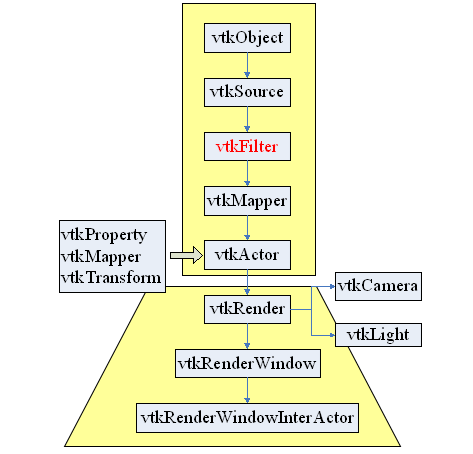 vtkObject
vtkSource
vtkFilter
vtkMapper
vtkProperty
vtkMapper
vtkTransform
vtkActor
vtkCamera
vtkRender
vtkLight
vtkRenderWindow
vtkRenderWindowInterActor